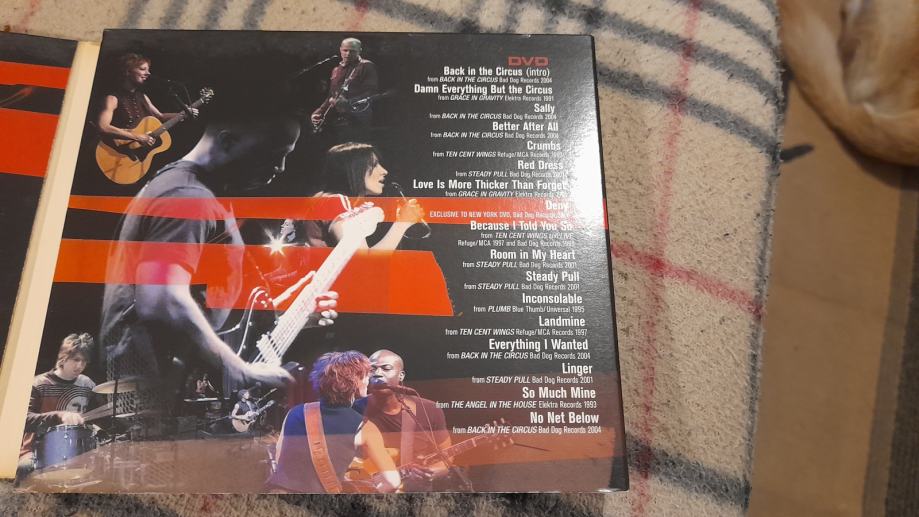 DVD
Back in the Circus (intro)
from BACK IN THE CIRCUS Bad Dog Records 2004
Damn Everything But the Circus
from GRACE IN GRAVITY Elektra Records 1991
Sally
from BACK IN THE CIRCUS Bad Dog Records 2004
Better After All
from BACK IN THE CIRCUS Bad Dog Records 2004
Crumbs
from TEN CENT WINGS Refuge/MCA Records
Red Dress
from STEADY PULL Bad Dog Records
Love Is More Thicker Than Forget
from GRACE IN GRAVITY Elektra Records
Deny
EXCLUSIVE TO NEW YORK DVD, Bad Dog
Because I Told You So
from TEN CENT WINGS
Refuge/MCA 1997 and Bad Dog Records
Room in My Heart
from STEADY PULL Bad Dog Records 2001
Steady Pull
from STEADY PULL Bad Dog Records 2001
Inconsolable
from PLUMB Blue Thumb/Universal 1995
Landmine
from TEN CENT WINGS Refuge/MCA Records 1997
Everything I Wanted
from BACK IN THE CIRCUS Bad Dog Records 2004
Linger
from STEADY PULL Bad Dog Records 2001
So Much Mine
from THE ANGEL IN THE HOUSE Elektra Records 1993
No Net Below
from BACK IN THE CIRCUS Bad Dog Records 2004